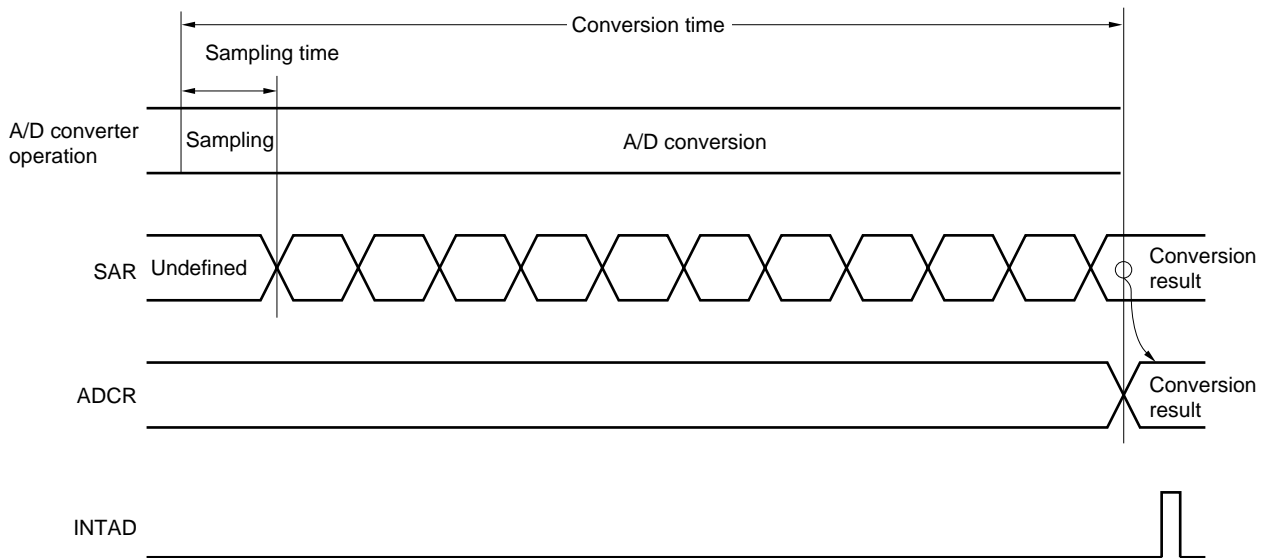 Conversion time
Sampling time
A/D converter
operation
Sampling
A/D conversion
SAR
Undefined
Conversion
result
ADCR
Conversion
result
INTAD